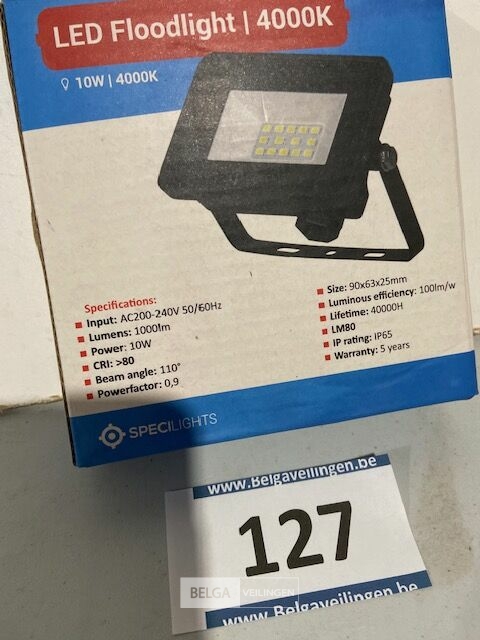 LED Floodlight | 4000K
10W | 4000K
Specifications:
Input: AC200-240V 50/60Hz
Lumens: 1000lm
Power: 10W
CRI: >80
Beam angle: 110°
Powerfactor: 0,9
Size: 90x63x25mm
Luminous efficiency: 100lm/w
Lifetime: 40000H
LM80
IP rating: IP65
Warranty: 5 years
SPECILIGHTS
www.Belgaveilingen.be
127
BELGA VEILINGEN
www.Belgaveilingen.be